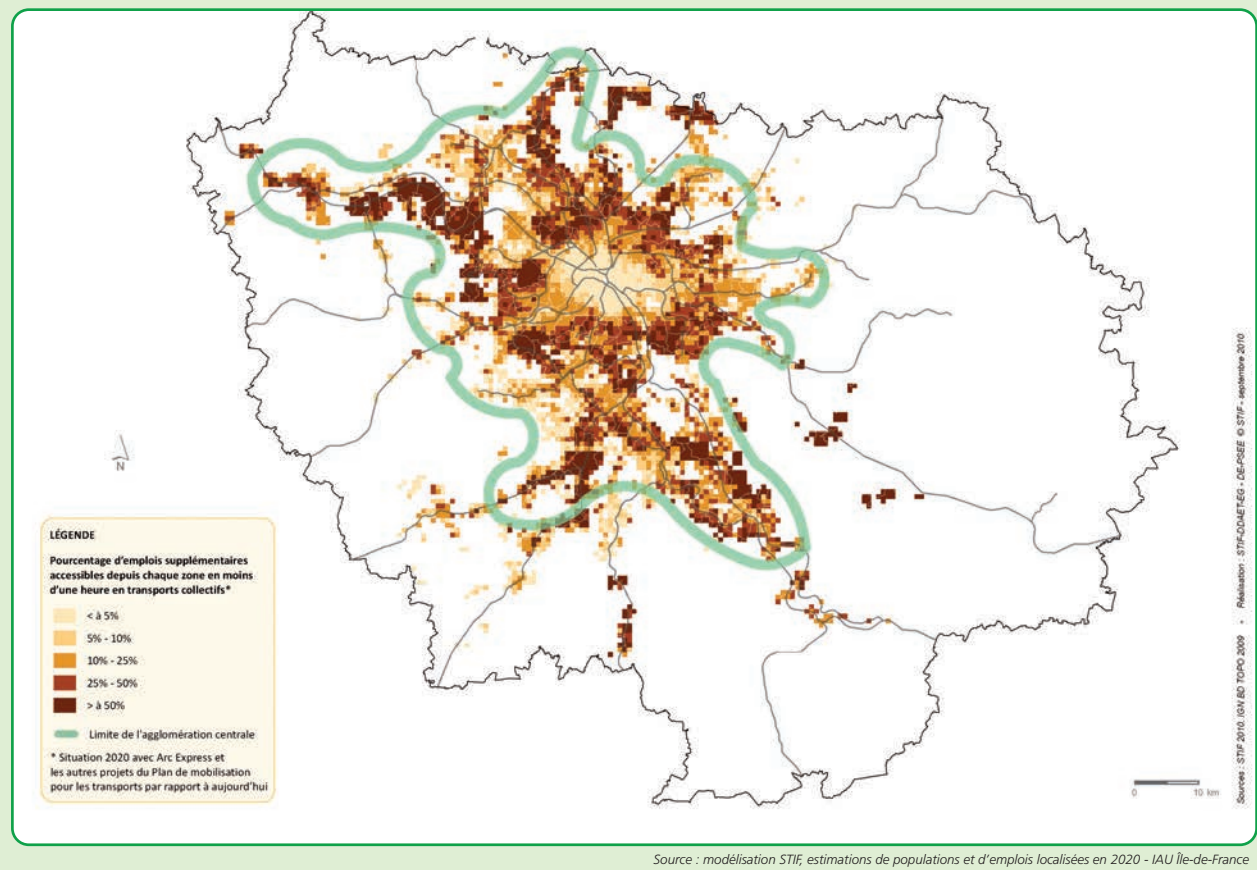 N
LÉGENDE
Pourcentage d'emplois supplémentaires
accessibles depuis chaque zone en moins
d'une heure en transports collectifs*
< à 5%
5% - 10%
10% - 25%
25% - 50%
> à 50%
Limite de l'agglomération centrale
* Situation 2020 avec Arc Express et
les autres projets du Plan de mobilisation
pour les transports par rapport à aujourd'hui
0 10 km
Sources : STIF 2010, IGN BD TOPO 2009 • Réalisation : STIF-DDAET-EG - DE-PSEE © STIF - septembre 2010
Source : modélisation STIF, estimations de populations et d'emplois localisées en 2020 - IAU Île-de-France